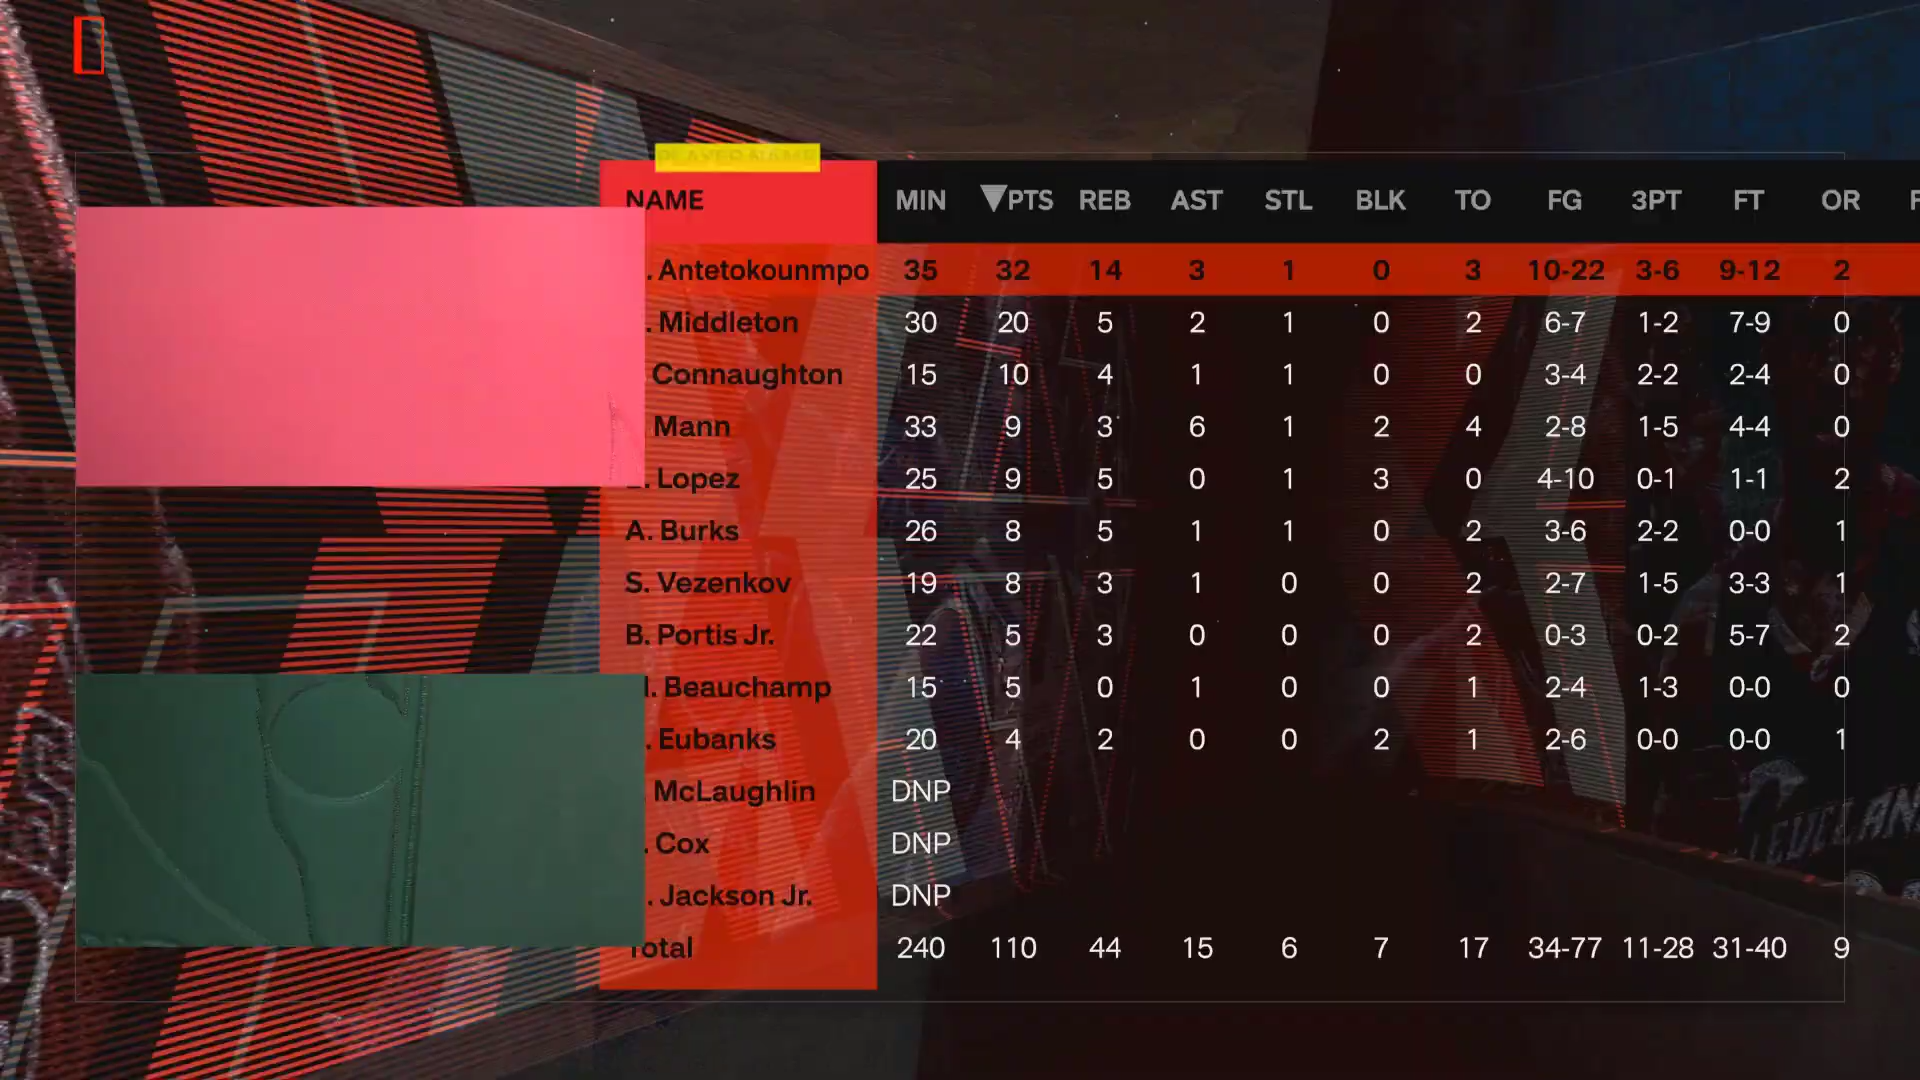 PLAYER NAME
NAME MIN ▼PTS REB AST STL BLK TO FG 3PT FT OR F
. Antetokounmpo 35 32 14 3 1 0 3 10-22 3-6 9-12 2
. Middleton 30 20 5 2 1 0 2 6-7 1-2 7-9 0
Connaughton 15 10 4 1 1 0 0 3-4 2-2 2-4 0
Mann 33 9 3 6 1 2 4 2-8 1-5 4-4 0
. Lopez 25 9 5 0 1 3 0 4-10 0-1 1-1 2
A. Burks 26 8 5 1 1 0 2 3-6 2-2 0-0 1
S. Vezenkov 19 8 3 1 0 0 2 2-7 1-5 3-3 1
B. Portis Jr. 22 5 3 0 0 0 2 0-3 0-2 5-7 2
. Beauchamp 15 5 0 1 0 0 1 2-4 1-3 0-0 0
. Eubanks 20 4 2 0 0 2 1 2-6 0-0 0-0 1
McLaughlin DNP
. Cox DNP
. Jackson Jr. DNP
Total 240 110 44 15 6 7 17 34-77 11-28 31-40 9